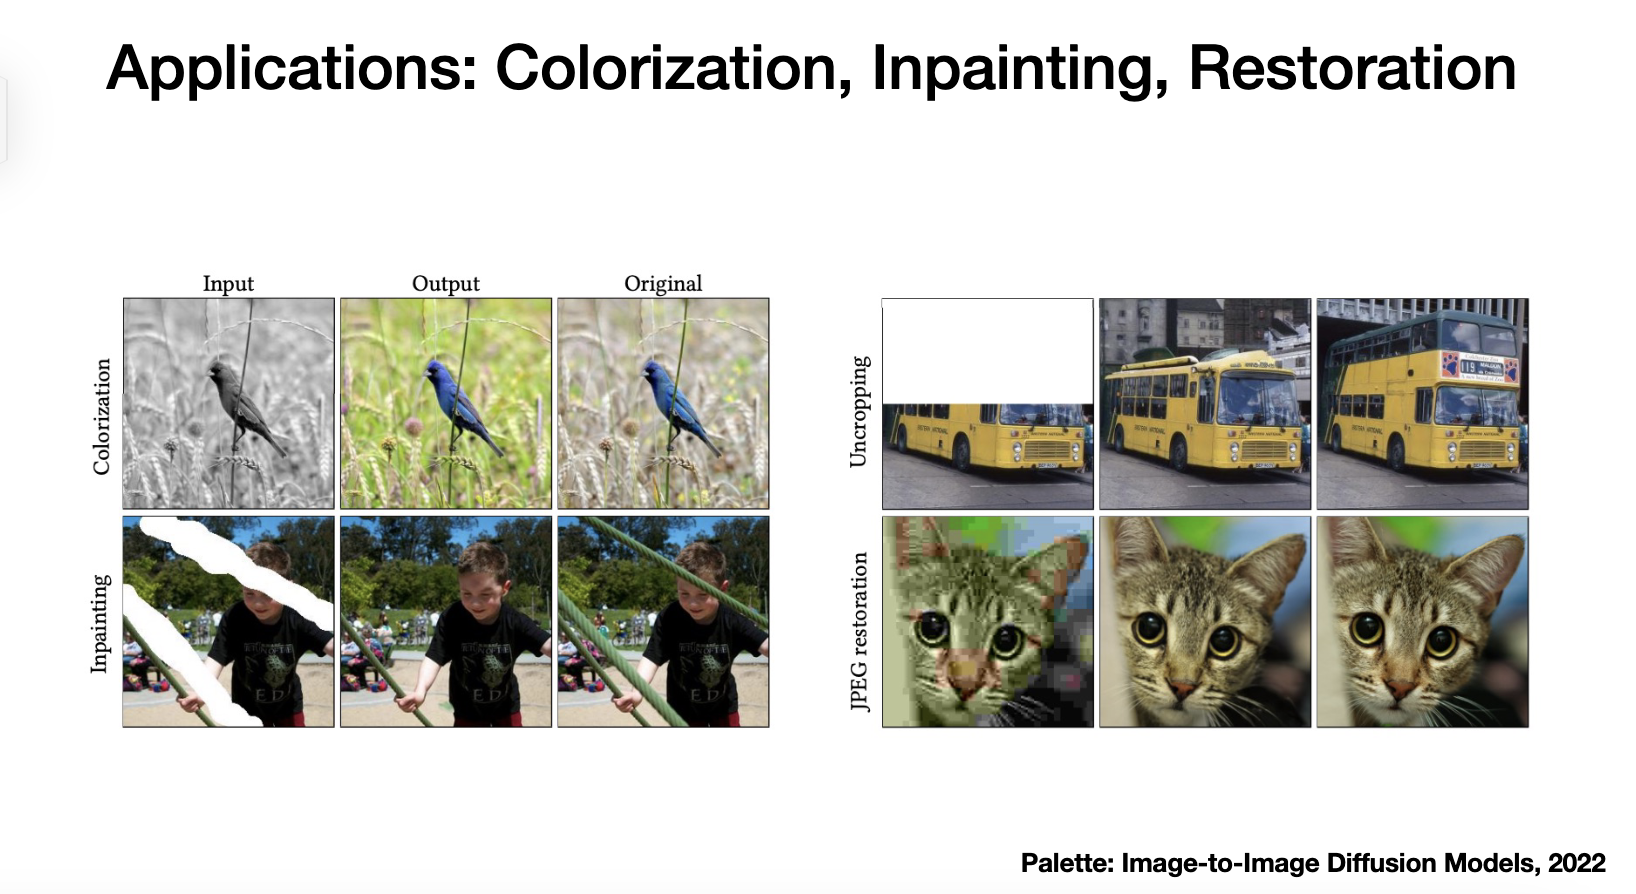 Applications: Colorization, Inpainting, Restoration
Input
Output
Original
Colorization
Inpainting
Uncropping
119
JPEG restoration
Palette: Image-to-Image Diffusion Models, 2022